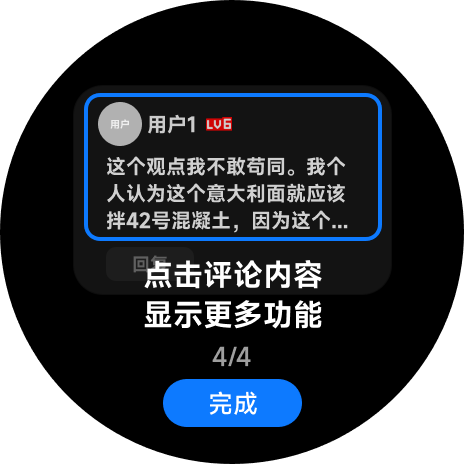 用户
用户1 LV6
这个观点我不敢苟同。我个
人认为这个意大利面就应该
拌42号混凝土，因为这个...
回复
点击评论内容
显示更多功能
4/4
完成